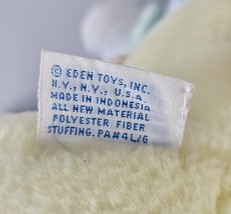 © EDEN TOYS, INC.
N.Y., N.Y., U.S.A.
MADE IN INDONESIA
ALL NEW MATERIAL
POLYESTER FIBER
STUFFING. PA#4L/G